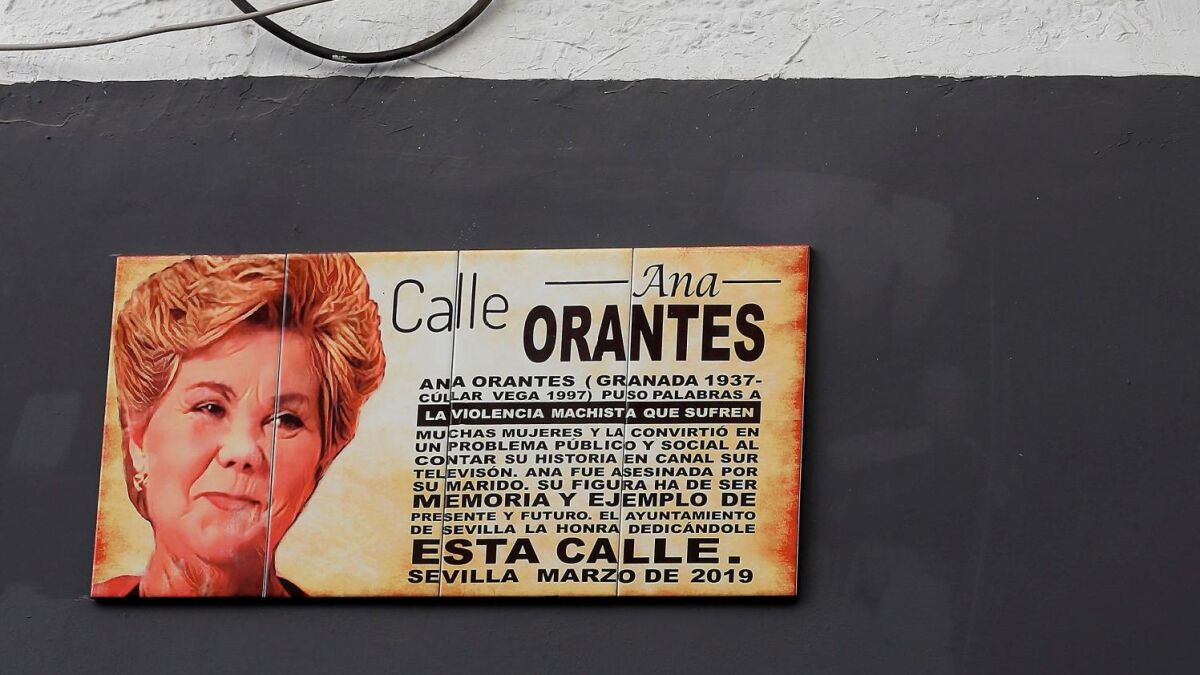 Calle Ana
ORANTES
ANA ORANTES (GRANADA 1937-
CÚLLAR VEGA 1997) PUSO PALABRAS A
LA VIOLENCIA MACHISTA QUE SUFREN
MUCHAS MUJERES Y LA CONVIRTIÓ EN
UN PROBLEMA PÚBLICO Y SOCIAL AL
CONTAR SU HISTORIA EN CANAL SUR
TELEVISÓN. ANA FUE ASESINADA POR
SU MARIDO. SU FIGURA HA DE SER
MEMORIA Y EJEMPLO DE
PRESENTE Y FUTURO. EL AYUNTAMIENTO
DE SEVILLA LA HONRA DEDICÁNDOLE
ESTA CALLE.
SEVILLA MARZO DE 2019